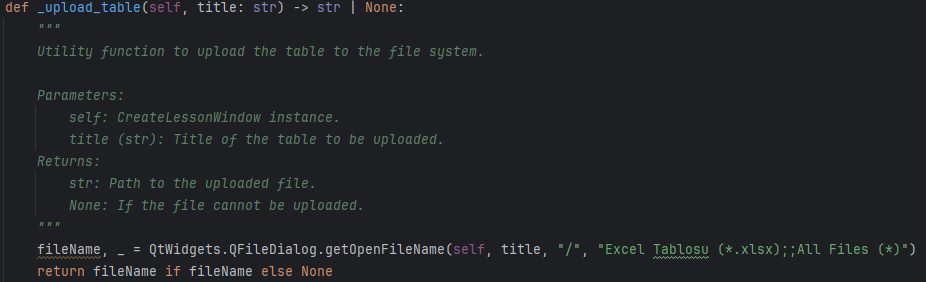 def _upload_table(self, title: str) -> str | None:
"""
Utility function to upload the table to the file system.
Parameters:
self: CreateLessonWindow instance.
title (str): Title of the table to be uploaded.
Returns:
str: Path to the uploaded file.
None: If the file cannot be uploaded.
"""
fileName, _ = QtWidgets.QFileDialog.getOpenFileName(self, title, "/", "Excel Tablosu (*.xlsx);;All Files (*)")
return fileName if fileName else None